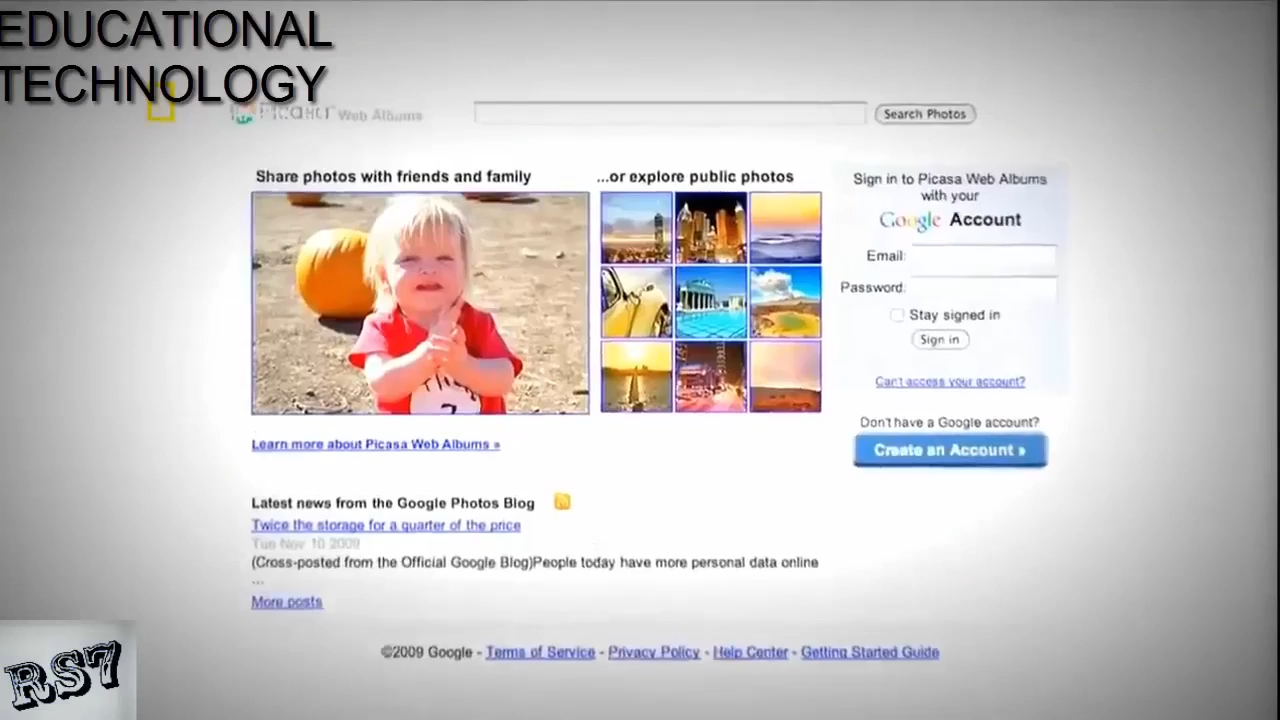 EDUCATIONAL
TECHNOLOGY
Picasa Web Albums
Search Photos
Share photos with friends and family
...or explore public photos
Sign in to Picasa Web Albums
with your
Google Account
Email:
Password:
Stay signed in
Sign in
Can't access your account?
Don't have a Google account?
Create an Account »
Learn more about Picasa Web Albums »
Latest news from the Google Photos Blog
Twice the storage for a quarter of the price
Tue Nov 10 2009
(Cross-posted from the Official Google Blog)People today have more personal data online
...
More posts
©2009 Google - Terms of Service - Privacy Policy - Help Center - Getting Started Guide
RS7